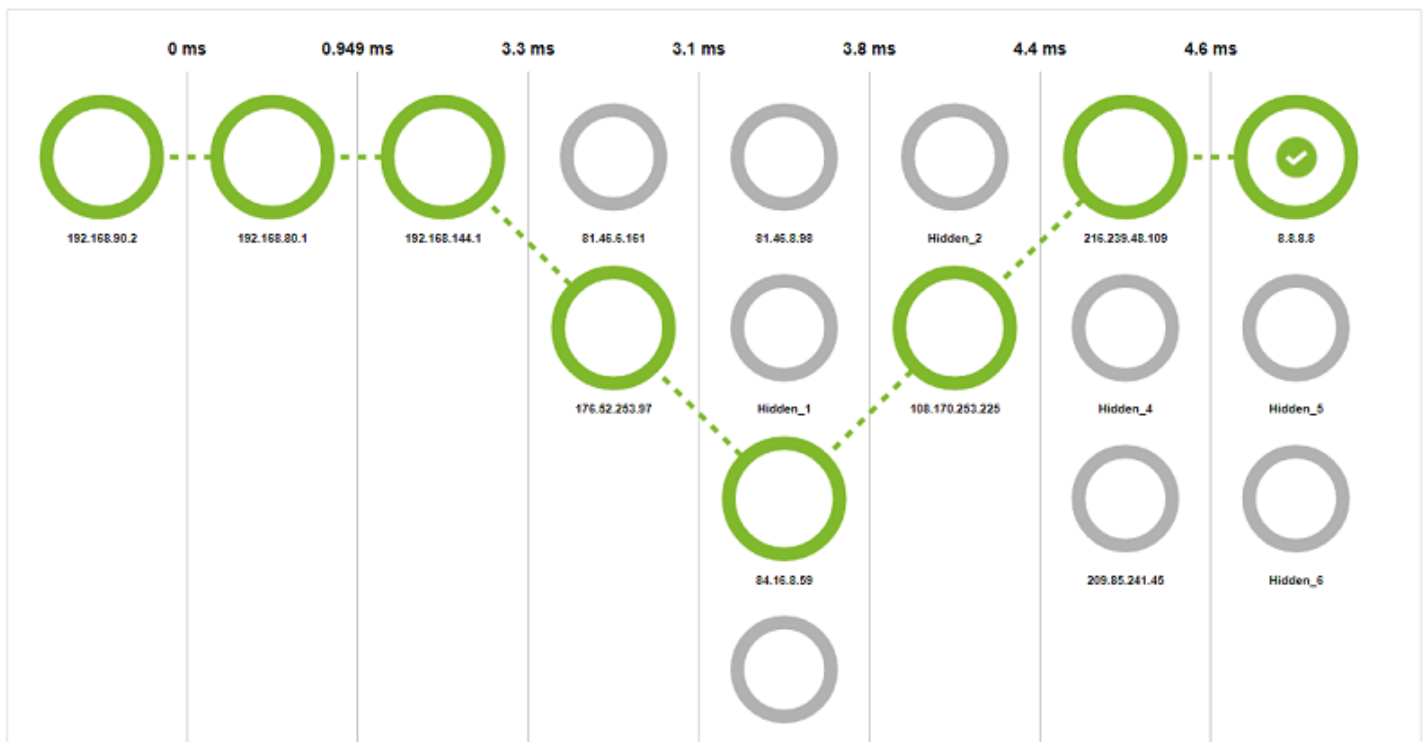 0 ms 0.949 ms 3.3 ms 3.1 ms 3.8 ms 4.4 ms 4.6 ms
192.168.90.2 192.168.80.1 192.168.144.1 81.46.6.161 81.46.8.98 Hidden_2 216.239.48.109 8.8.8.8
176.52.253.97 Hidden_1 108.170.253.225 Hidden_4 Hidden_5
84.16.8.59 209.85.241.45 Hidden_6